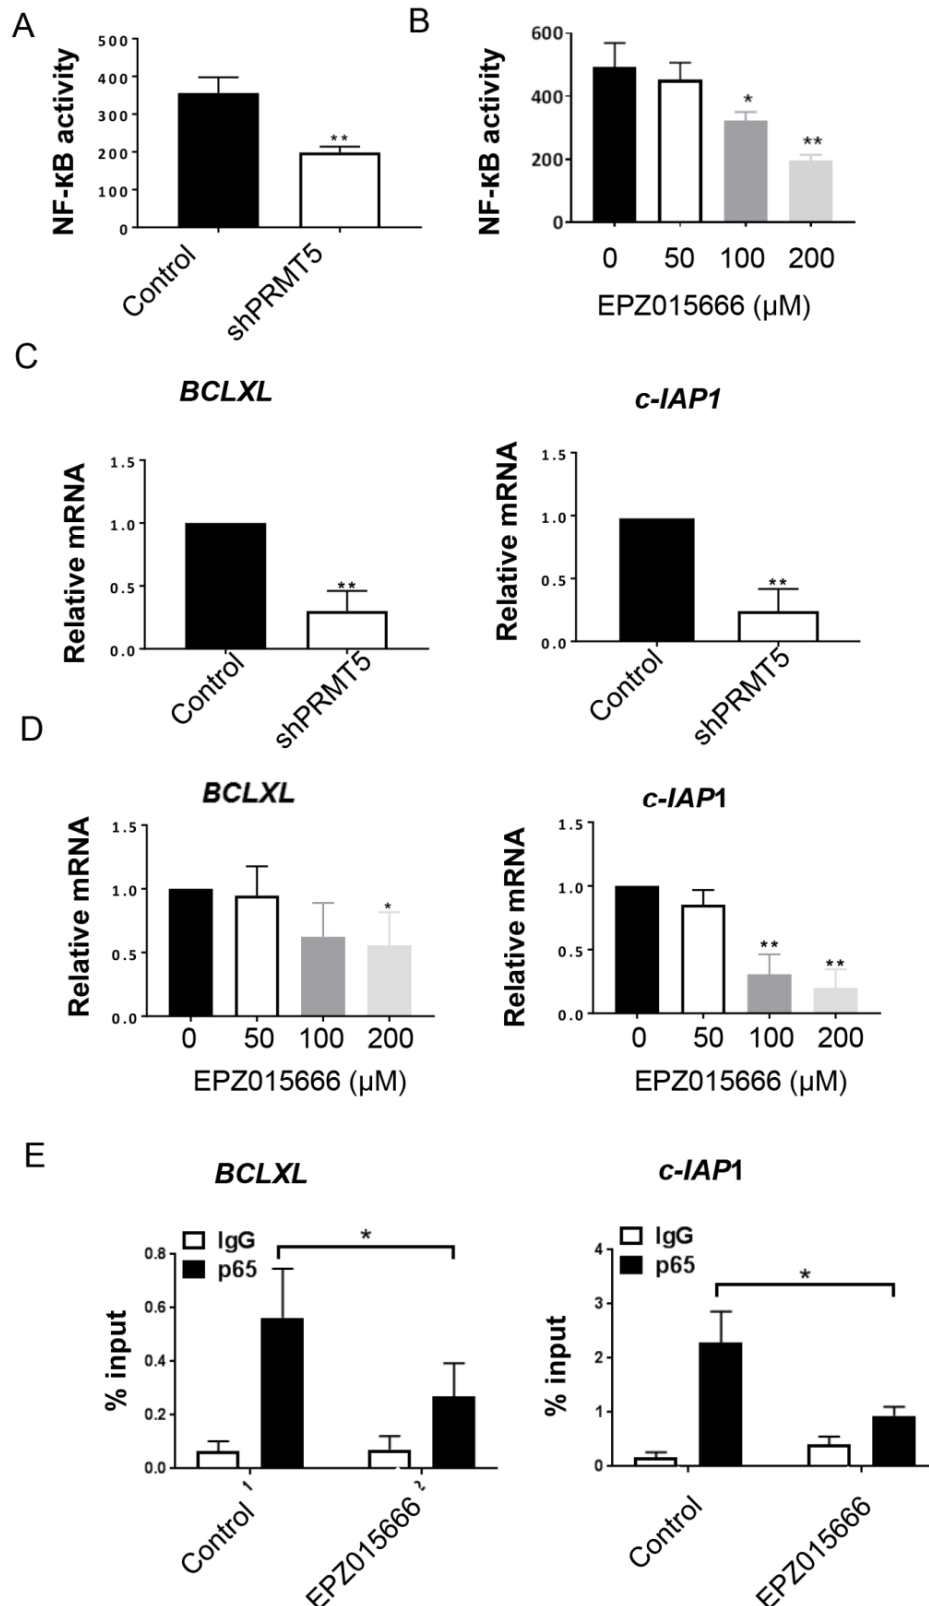 A
NF-κB activity
500
400
300
200
100
0
**
Control
shPRMT5
B
NF-κB activity
600
400
200
0
*
**
0 50 100 200
EPZ015666 (µM)
C
BCLXL
Relative mRNA
1.5
1.0
0.5
0.0
**
Control
shPRMT5
c-IAP1
Relative mRNA
1.5
1.0
0.5
0.0
**
Control
shPRMT5
D
BCLXL
Relative mRNA
1.5
1.0
0.5
0.0
*
0 50 100 200
EPZ015666 (µM)
c-IAP1
Relative mRNA
1.5
1.0
0.5
0.0
**
**
0 50 100 200
EPZ015666 (µM)
E
BCLXL
IgG
p65
% input
0.8
0.6
0.4
0.2
0.0
*
1
2
Control
EPZ015666
c-IAP1
IgG
p65
% input
4
3
2
1
0
*
Control
EPZ015666